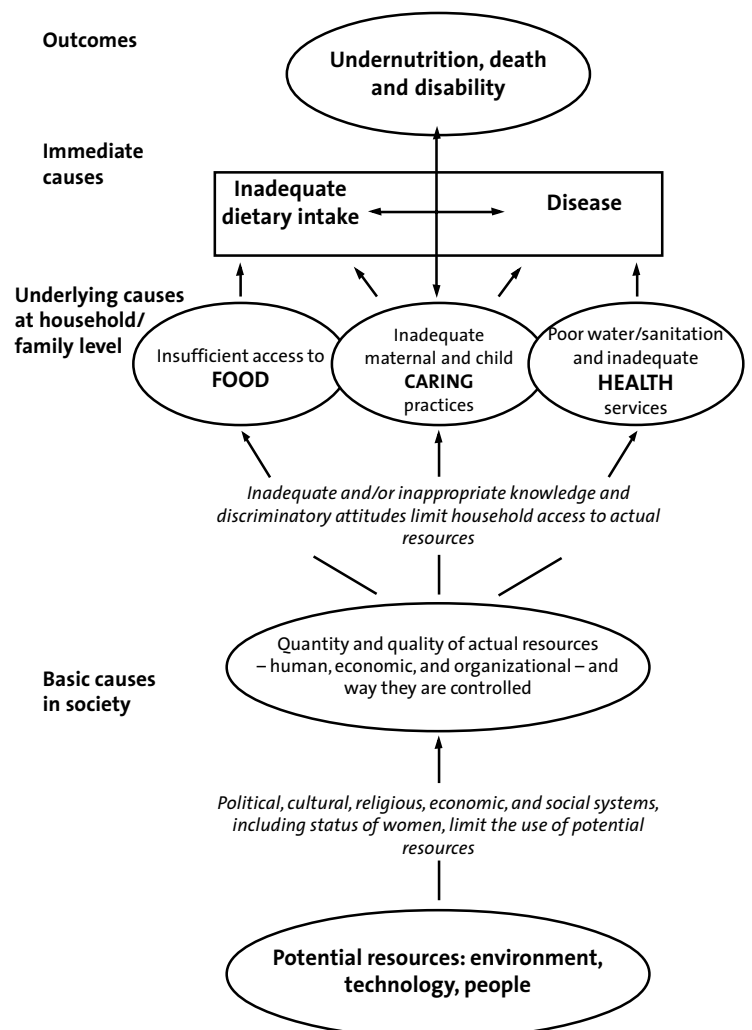 Outcomes
Undernutrition, death
and disability
Immediate
causes
Inadequate
dietary intake
Disease
Underlying causes
at household/
family level
Insufficient access to
FOOD
Inadequate
maternal and child
CARING
practices
Poor water/sanitation
and inadequate
HEALTH
services
Inadequate and/or inappropriate knowledge and
discriminatory attitudes limit household access to actual
resources
Basic causes
in society
Quantity and quality of actual resources
– human, economic, and organizational – and
way they are controlled
Political, cultural, religious, economic, and social systems,
including status of women, limit the use of potential
resources
Potential resources: environment,
technology, people